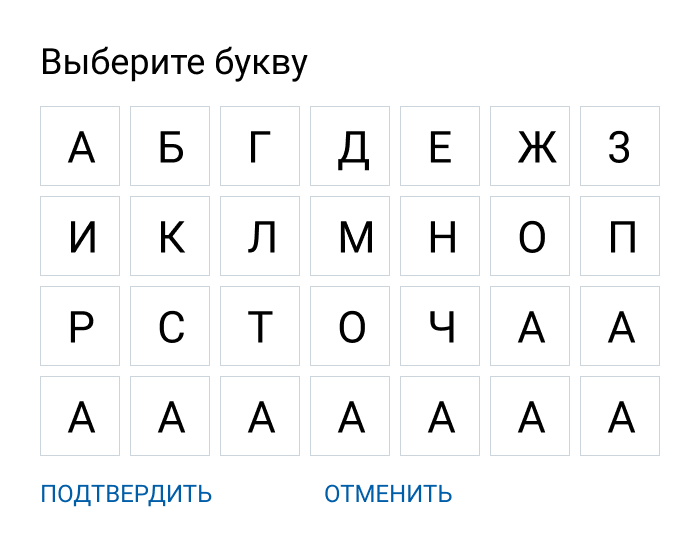 Выберите букву
А Б Г Д Е Ж З
И К Л М Н О П
Р С Т О Ч А А
А А А А А А А
ПОДТВЕРДИТЬ ОТМЕНИТЬ